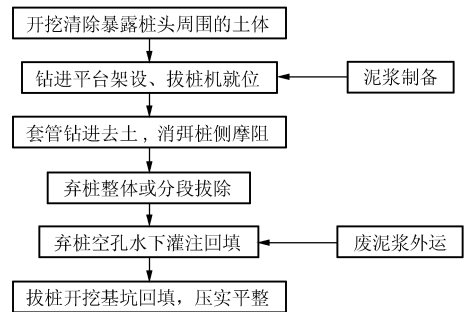 开挖清除暴露桩头周围的土体
钻进平台架设、拔桩机就位
泥浆制备
套管钻进去土，消弭桩侧摩阻
弃桩整体或分段拔除
弃桩空孔水下灌注回填
废泥浆外运
拔桩开挖基坑回填，压实平整